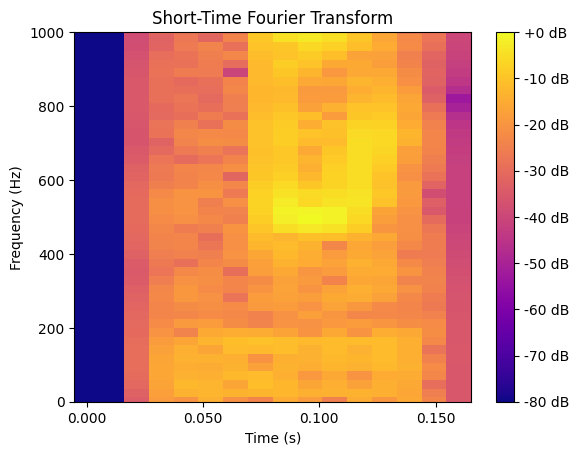 Short-Time Fourier Transform
Frequency (Hz)
1000
800
600
400
200
0
0.000
0.050
0.100
0.150
Time (s)
+0 dB
-10 dB
-20 dB
-30 dB
-40 dB
-50 dB
-60 dB
-70 dB
-80 dB